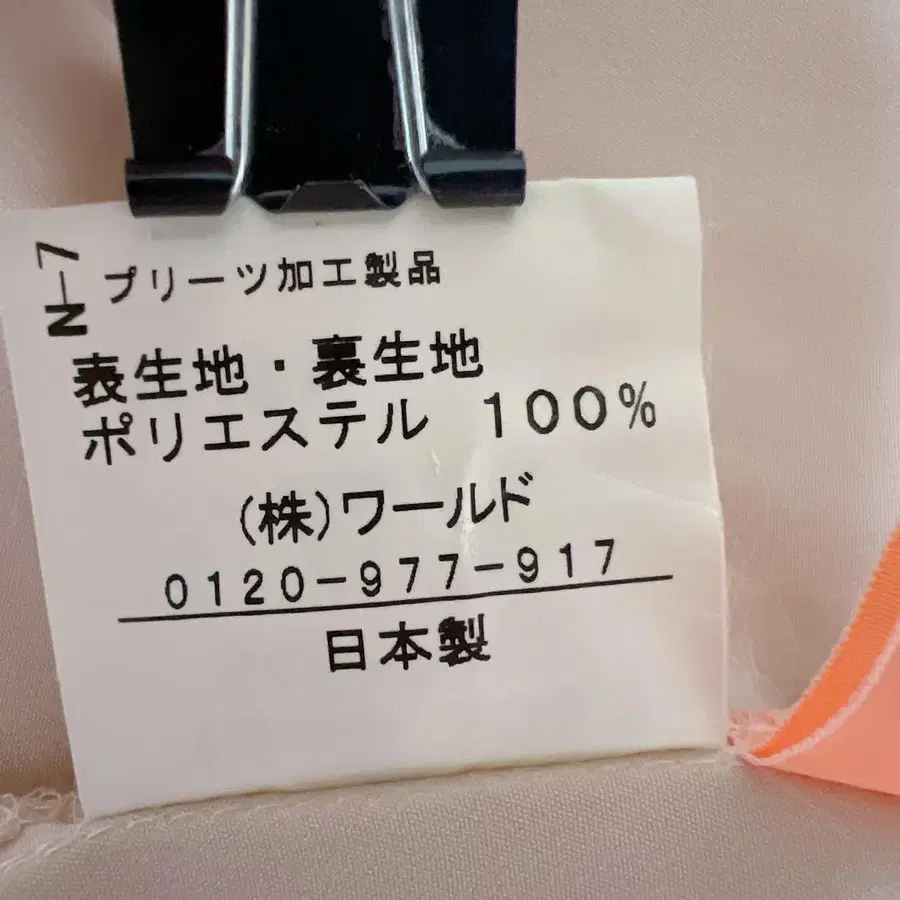 N-7
プリーツ加工製品
表生地・裏生地
ポリエステル 100%
(株)ワールド
0120-977-917
日本製